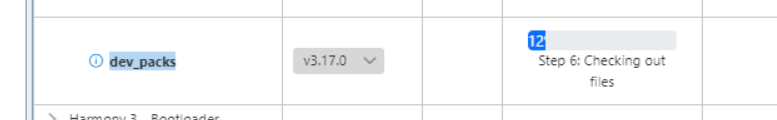 dev_packs
v3.17.0
12
Step 6: Checking out
files
Harmony 3 Bootloader